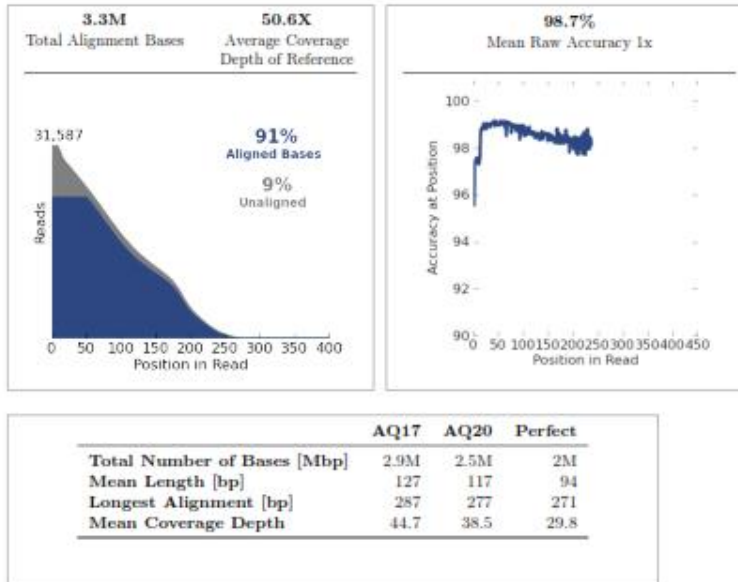 3.3M
Total Alignment Bases
50.6X
Average Coverage
Depth of Reference
31,587
91%
Aligned Bases
9%
Unaligned
Reads
0 50 100 150 200 250 300 350 400
Position in Read
98.7%
Mean Raw Accuracy 1x
100
98
96
94
92
90
Accuracy at Position
0 50 100150200250300350400450
Position in Read
AQ17 AQ20 Perfect
Total Number of Bases [Mbp] 2.9M 2.5M 2M
Mean Length [bp] 127 117 94
Longest Alignment [bp] 287 277 271
Mean Coverage Depth 44.7 38.5 29.8